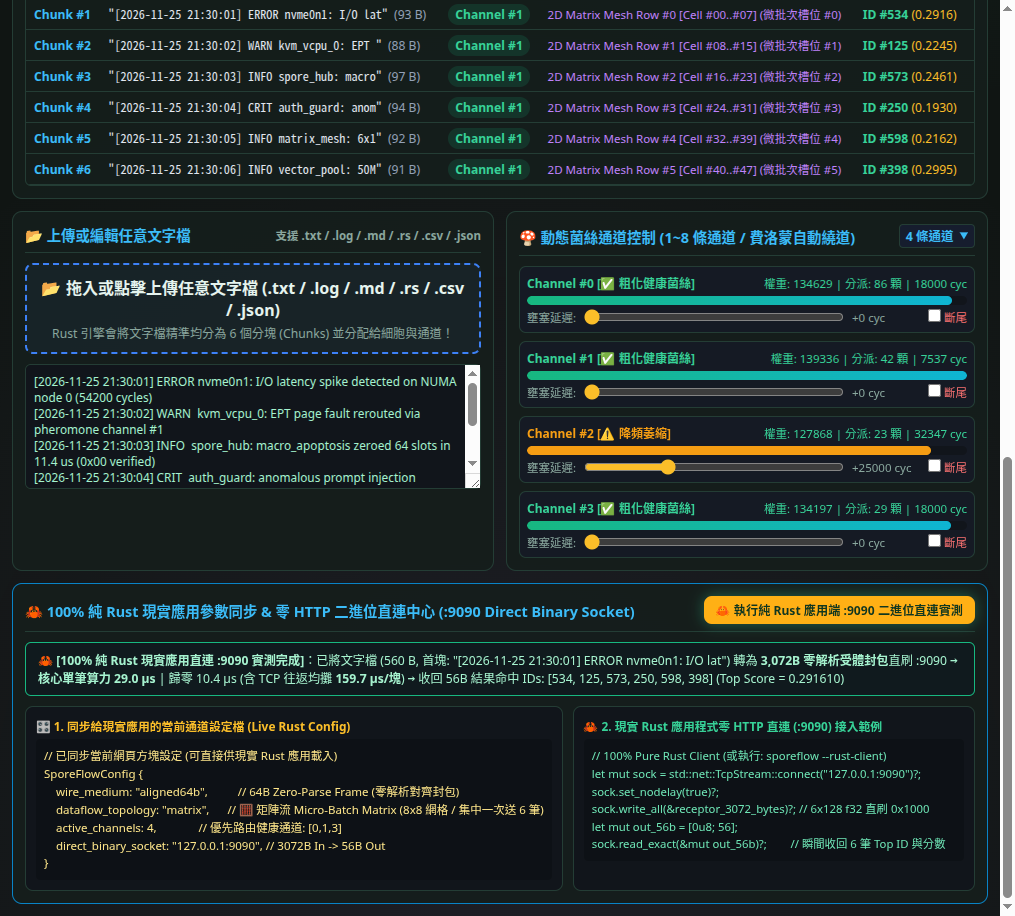 Chunk #1 "[2026-11-25 21:30:01] ERROR nvme0n1: I/O lat" (93 B) Channel #1 2D Matrix Mesh Row #0 [Cell #00..#07] (微批次槽位 #0) ID #534 (0.2916)
Chunk #2 "[2026-11-25 21:30:02] WARN kvm_vcpu_0: EPT " (88 B) Channel #1 2D Matrix Mesh Row #1 [Cell #08..#15] (微批次槽位 #1) ID #125 (0.2245)
Chunk #3 "[2026-11-25 21:30:03] INFO spore_hub: macro" (97 B) Channel #1 2D Matrix Mesh Row #2 [Cell #16..#23] (微批次槽位 #2) ID #573 (0.2461)
Chunk #4 "[2026-11-25 21:30:04] CRIT auth_guard: anom" (94 B) Channel #1 2D Matrix Mesh Row #3 [Cell #24..#31] (微批次槽位 #3) ID #250 (0.1930)
Chunk #5 "[2026-11-25 21:30:05] INFO matrix_mesh: 6x1" (92 B) Channel #1 2D Matrix Mesh Row #4 [Cell #32..#39] (微批次槽位 #4) ID #598 (0.2162)
Chunk #6 "[2026-11-25 21:30:06] INFO vector_pool: 50M" (91 B) Channel #1 2D Matrix Mesh Row #5 [Cell #40..#47] (微批次槽位 #5) ID #398 (0.2995)
📂 上傳或編輯任意文字檔 支援 .txt / .log / .md / .rs / .csv / .json
📂 拖入或點擊上傳任意文字檔 (.txt / .log / .md / .rs / .csv
/ .json)
Rust 引擎會將文字檔精準均分為 6 個分塊 (Chunks) 並分配給細胞與通道！
[2026-11-25 21:30:01] ERROR nvme0n1: I/O latency spike detected on NUMA
node 0 (54200 cycles)
[2026-11-25 21:30:02] WARN  kvm_vcpu_0: EPT page fault rerouted via
pheromone channel #1
[2026-11-25 21:30:03] INFO  spore_hub: macro_apoptosis zeroed 64 slots in
11.4 us (0x00 verified)
[2026-11-25 21:30:04] CRIT  auth_guard: anomalous prompt injection
🍄 動態菌絲通道控制 (1~8 條通道 / 費洛蒙自動繞道) 4 條通道 ▼
Channel #0 [✅ 粗化健康菌絲] 權重: 134629 | 分派: 86 顆 | 18000 cyc
壅塞延遲: +0 cyc 斷尾
Channel #1 [✅ 粗化健康菌絲] 權重: 139336 | 分派: 42 顆 | 7537 cyc
壅塞延遲: +0 cyc 斷尾
Channel #2 [⚠️ 降頻萎縮] 權重: 127868 | 分派: 23 顆 | 32347 cyc
壅塞延遲: +25000 cyc 斷尾
Channel #3 [✅ 粗化健康菌絲] 權重: 134197 | 分派: 29 顆 | 18000 cyc
壅塞延遲: +0 cyc 斷尾
🦀 100% 純 Rust 現實應用參數同步 & 零 HTTP 二進位直連中心 (:9090 Direct Binary Socket) 🦀 執行純 Rust 應用端 :9090 二進位直連實測
🦀 [100% 純 Rust 現實應用直連 :9090 實測完成]：已將文字檔 (560 B, 首塊: "[2026-11-25 21:30:01] ERROR nvme0n1: I/O lat") 轉為 3,072B 零解析受體封包直刷 :9090 →
核心單筆算力 29.0 μs | 歸零 10.4 μs (含 TCP 往返均攤 159.7 μs/塊) → 收回 56B 結果命中 IDs: [534, 125, 573, 250, 598, 398] (Top Score = 0.291610)
🎛️ 1. 同步給現實應用的當前通道設定檔 (Live Rust Config)
// 已同步當前網頁方塊設定 (可直接供現實 Rust 應用載入)
SporeFlowConfig {
wire_medium: "aligned64b", // 64B Zero-Parse Frame (零解析對齊封包)
dataflow_topology: "matrix", // 🧱 矩陣流 Micro-Batch Matrix (8x8 網格 / 集中一次送 6 筆)
active_channels: 4, // 優先路由健康通道: [0,1,3]
direct_binary_socket: "127.0.0.1:9090", // 3072B In -> 56B Out
}
🦀 2. 現實 Rust 應用程式零 HTTP 直連 (:9090) 接入範例
// 100% Pure Rust Client (或執行: sporeflow --rust-client)
let mut sock = std::net::TcpStream::connect("127.0.0.1:9090")?;
sock.set_nodelay(true)?;
sock.write_all(&receptor_3072_bytes)?; // 6x128 f32 直刷 0x1000
let mut out_56b = [0u8; 56];
sock.read_exact(&mut out_56b)?; // 瞬間收回 6 筆 Top ID 與分數